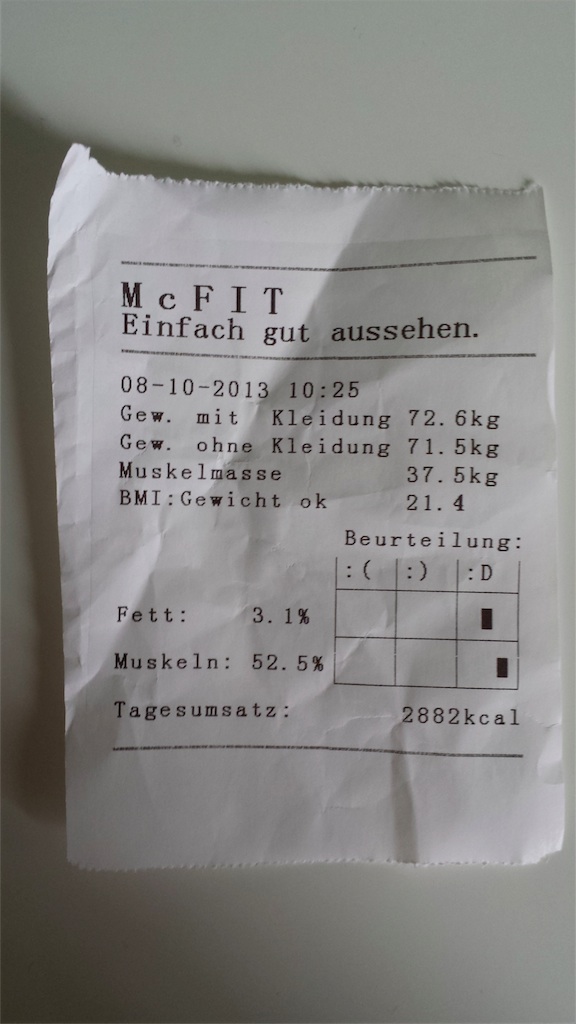 McFIT
Einfach gut aussehen.
08-10-2013 10:25
Gew. mit Kleidung 72.6kg
Gew. ohne Kleidung 71.5kg
Muskelmasse 37.5kg
BMI:Gewicht ok 21.4
Beurteilung:
:( :) :D
Fett: 3.1%
Muskeln: 52.5%
Tagesumsatz: 2882kcal